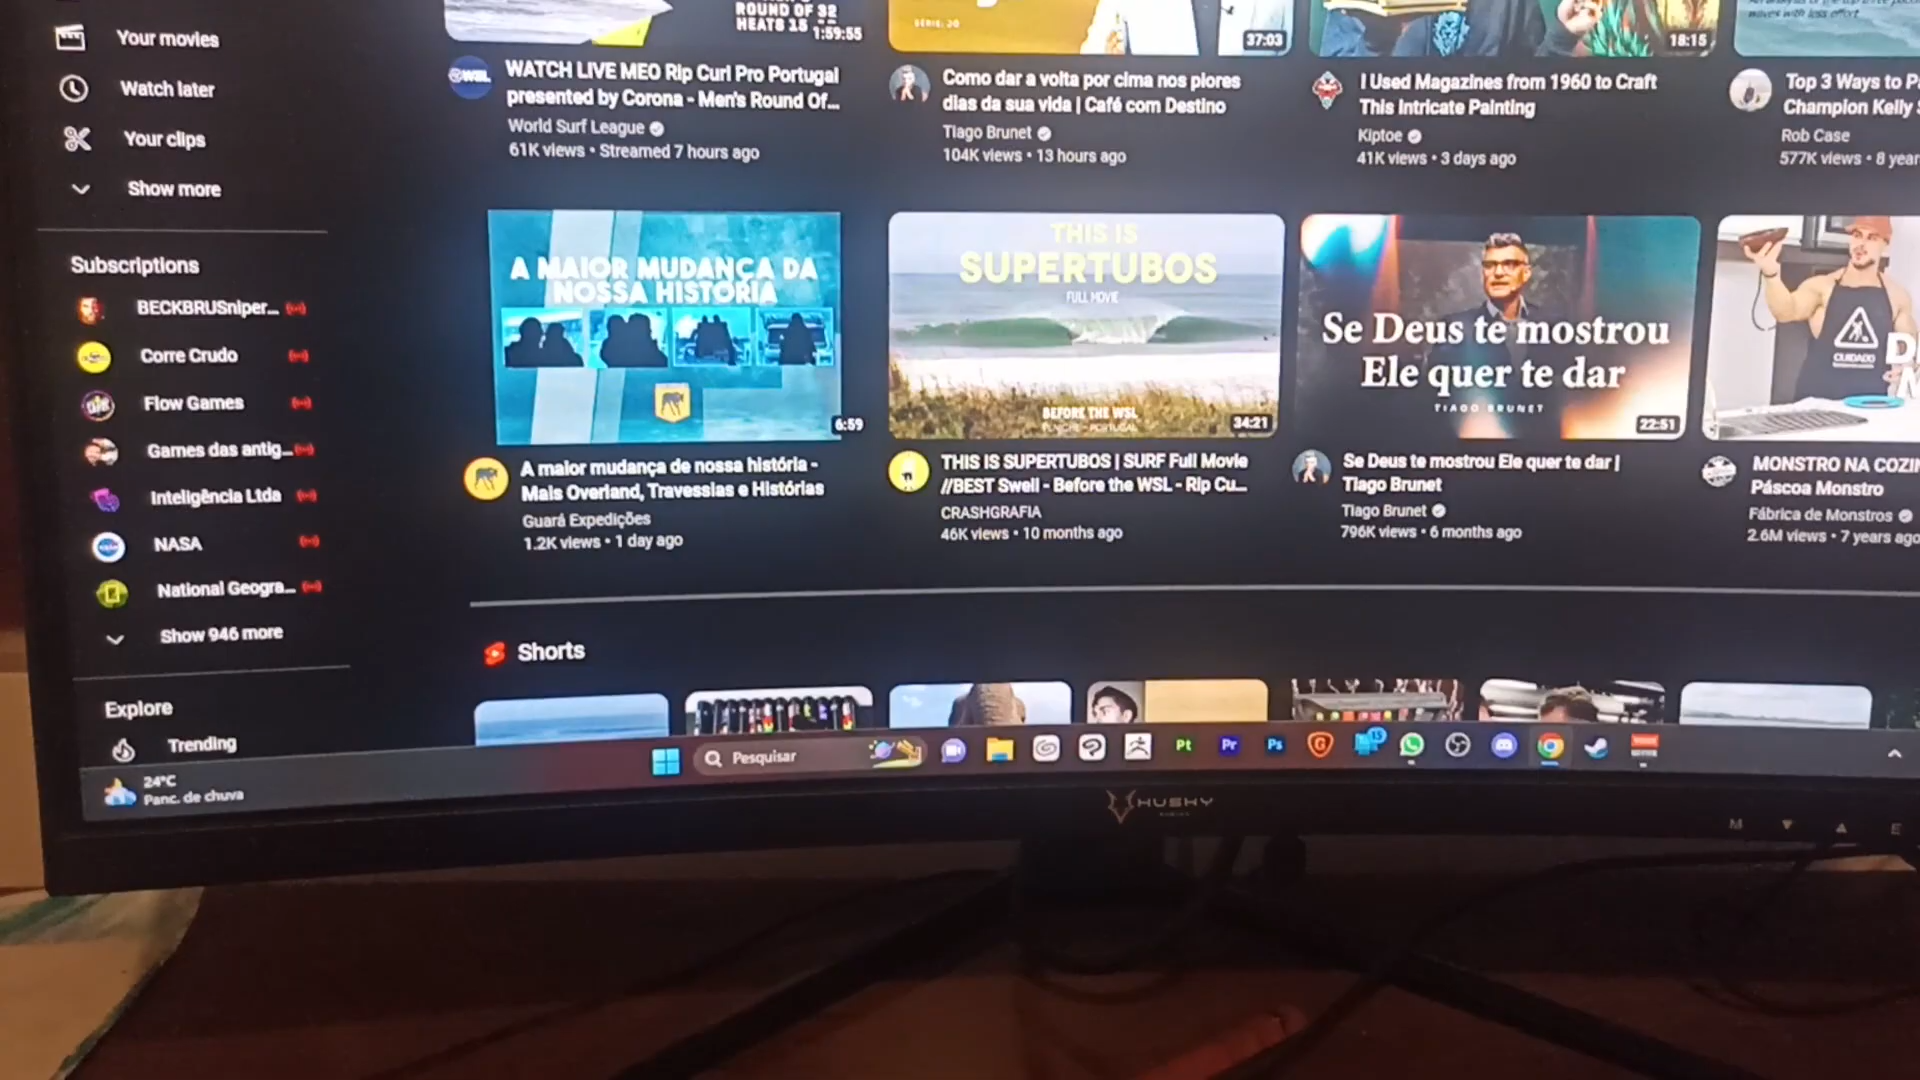 Your movies
Watch later
Your clips
Show more
Subscriptions
BECKBRUSniper...
Corre Crudo
Flow Games
Games das antig...
Inteligência Ltda
NASA
National Geogra...
Show 946 more
Explore
Trending
ROUND OF 32
HEATS 15
1:59:55
WATCH LIVE MEO Rip Curl Pro Portugal
presented by Corona - Men's Round Of...
World Surf League
61K views • Streamed 7 hours ago
SÉRIE: JÓ
37:03
Como dar a volta por cima nos piores
dias da sua vida | Café com Destino
Tiago Brunet
104K views • 13 hours ago
18:15
I Used Magazines from 1960 to Craft
This Intricate Painting
Kiptoe
41K views • 3 days ago
waves with less effort
Top 3 Ways to P
Champion Kelly
Rob Case
577K views • 8 year
A MAIOR MUDANÇA DA
NOSSA HISTÓRIA
6:59
A maior mudança de nossa história -
Mais Overland, Travessias e Histórias
Guará Expedições
1.2K views • 1 day ago
THIS IS
SUPERTUBOS
FULL MOVIE
BEFORE THE WSL
PENICHE - PORTUGAL
34:21
THIS IS SUPERTUBOS | SURF Full Movie
//BEST Swell - Before the WSL - Rip Cu...
CRASHGRAFIA
46K views • 10 months ago
Se Deus te mostrou
Ele quer te dar
TIAGO BRUNET
22:51
Se Deus te mostrou Ele quer te dar |
Tiago Brunet
Tiago Brunet
796K views • 6 months ago
CUIDADO
MONSTRO NA COZIN
Páscoa Monstro
Fábrica de Monstros
2.6M views • 7 years ago
Shorts
24°C
Panc. de chuva
Pesquisar
Pt
Pr
Ps
G
15
HUSKY
M
E